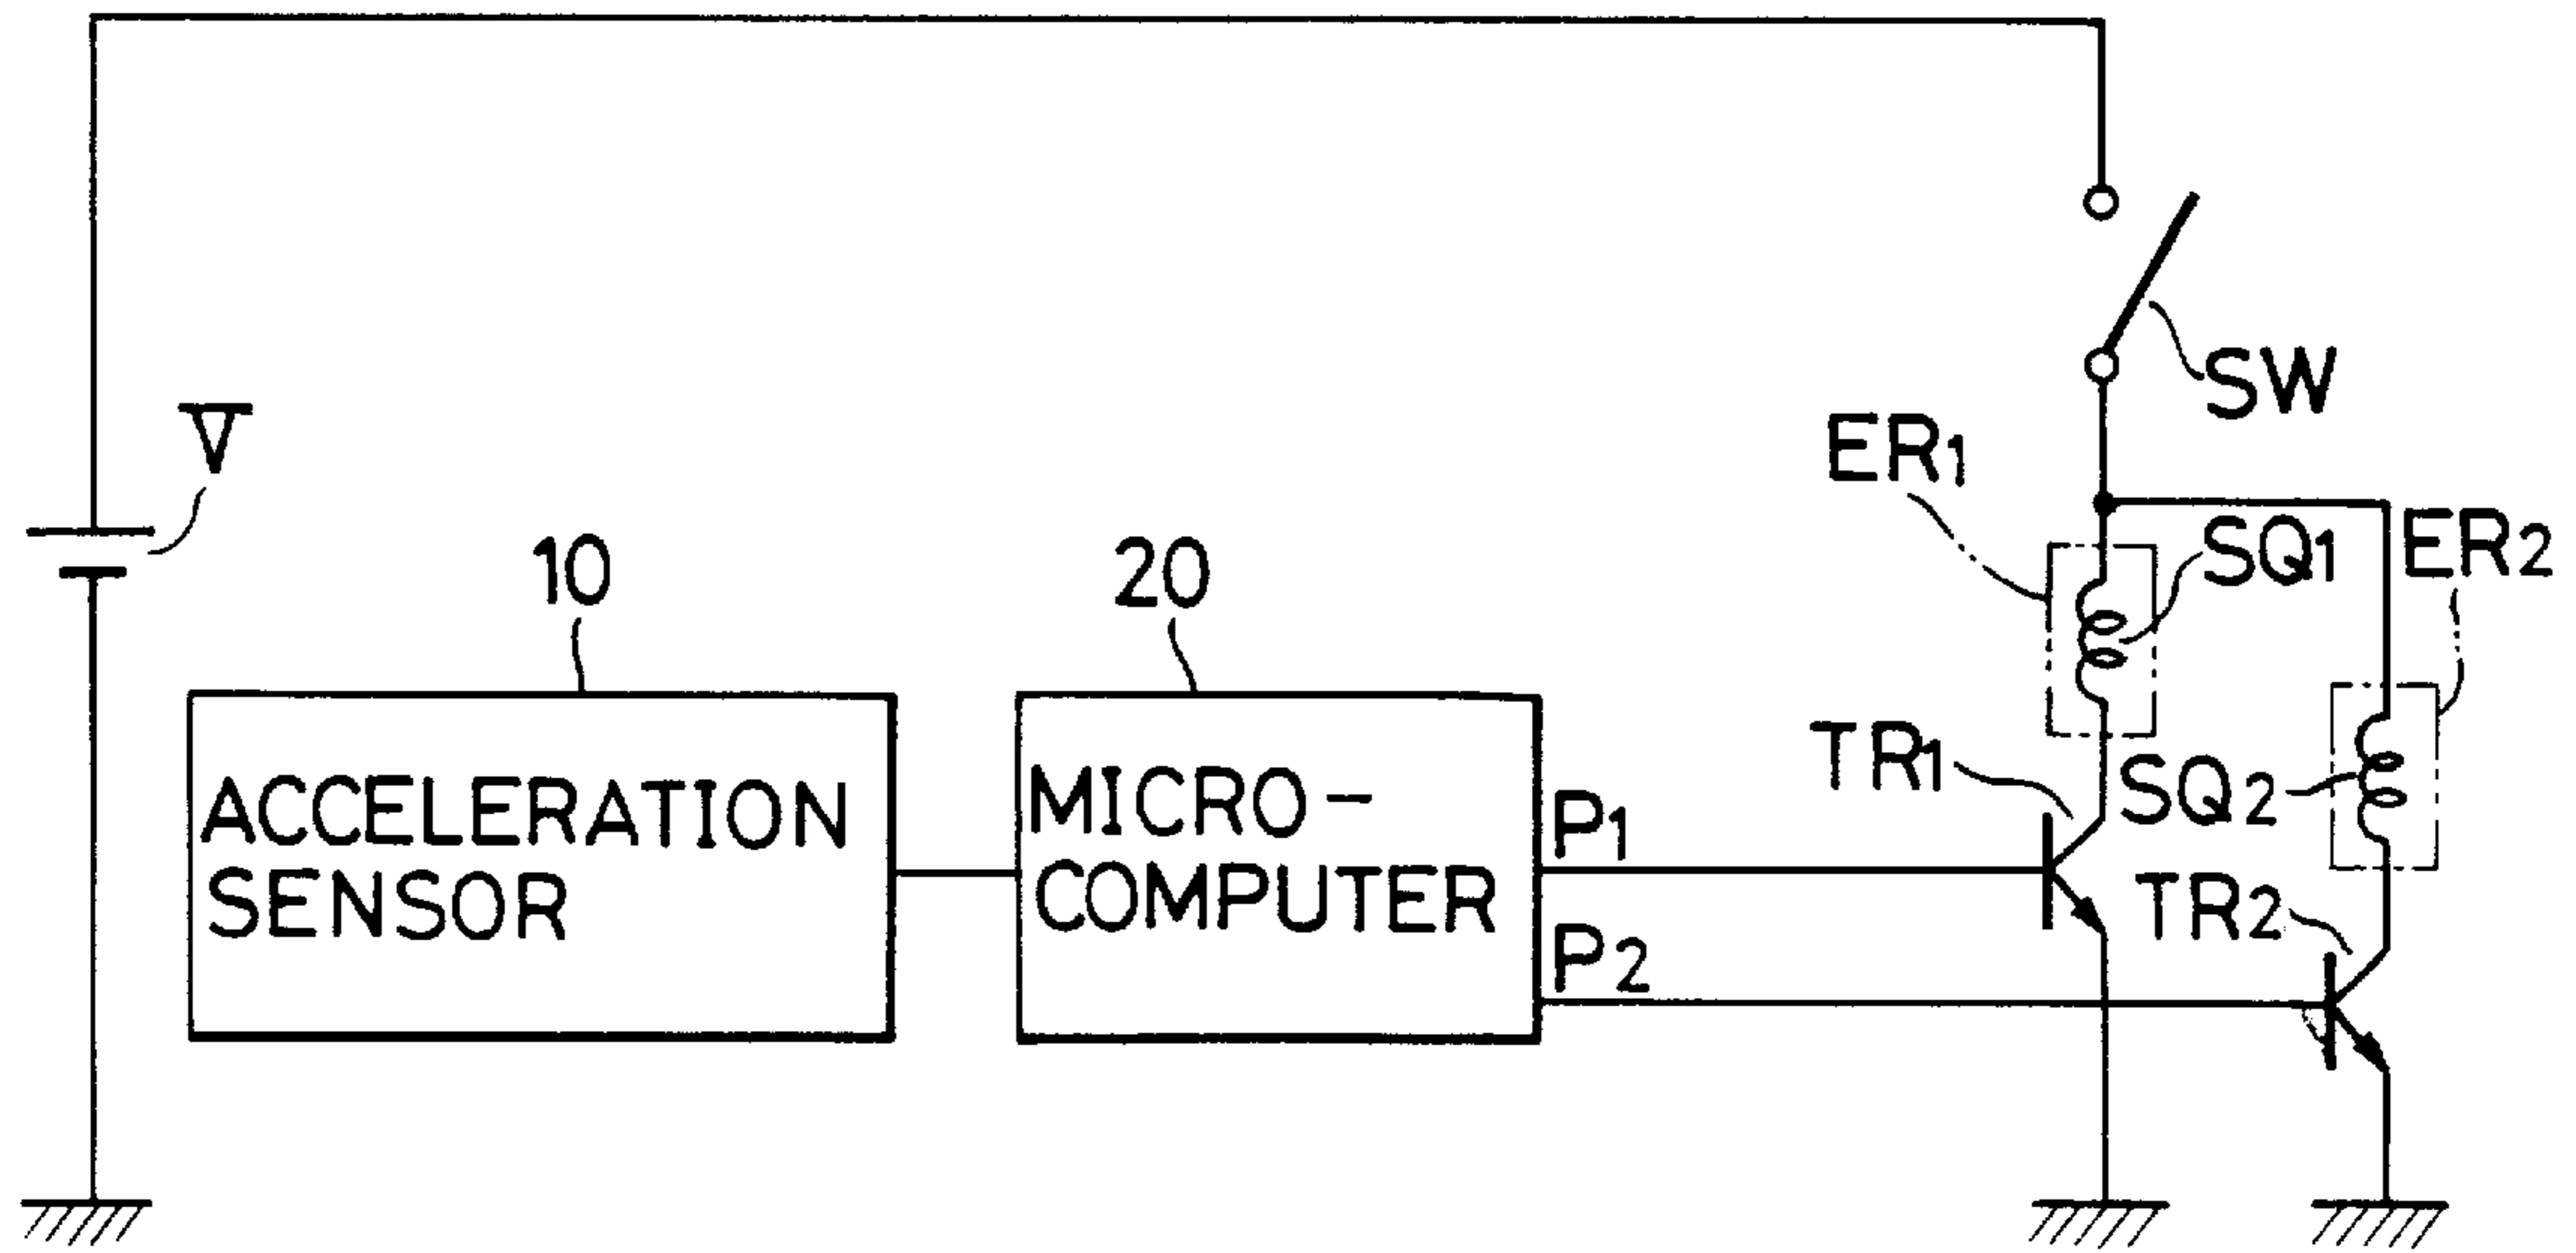 SW
V
ER1
SQ1
ER2
10
20
ACCELERATION
SENSOR
MICRO-
COMPUTER
P1
P2
TR1
SQ2
TR2